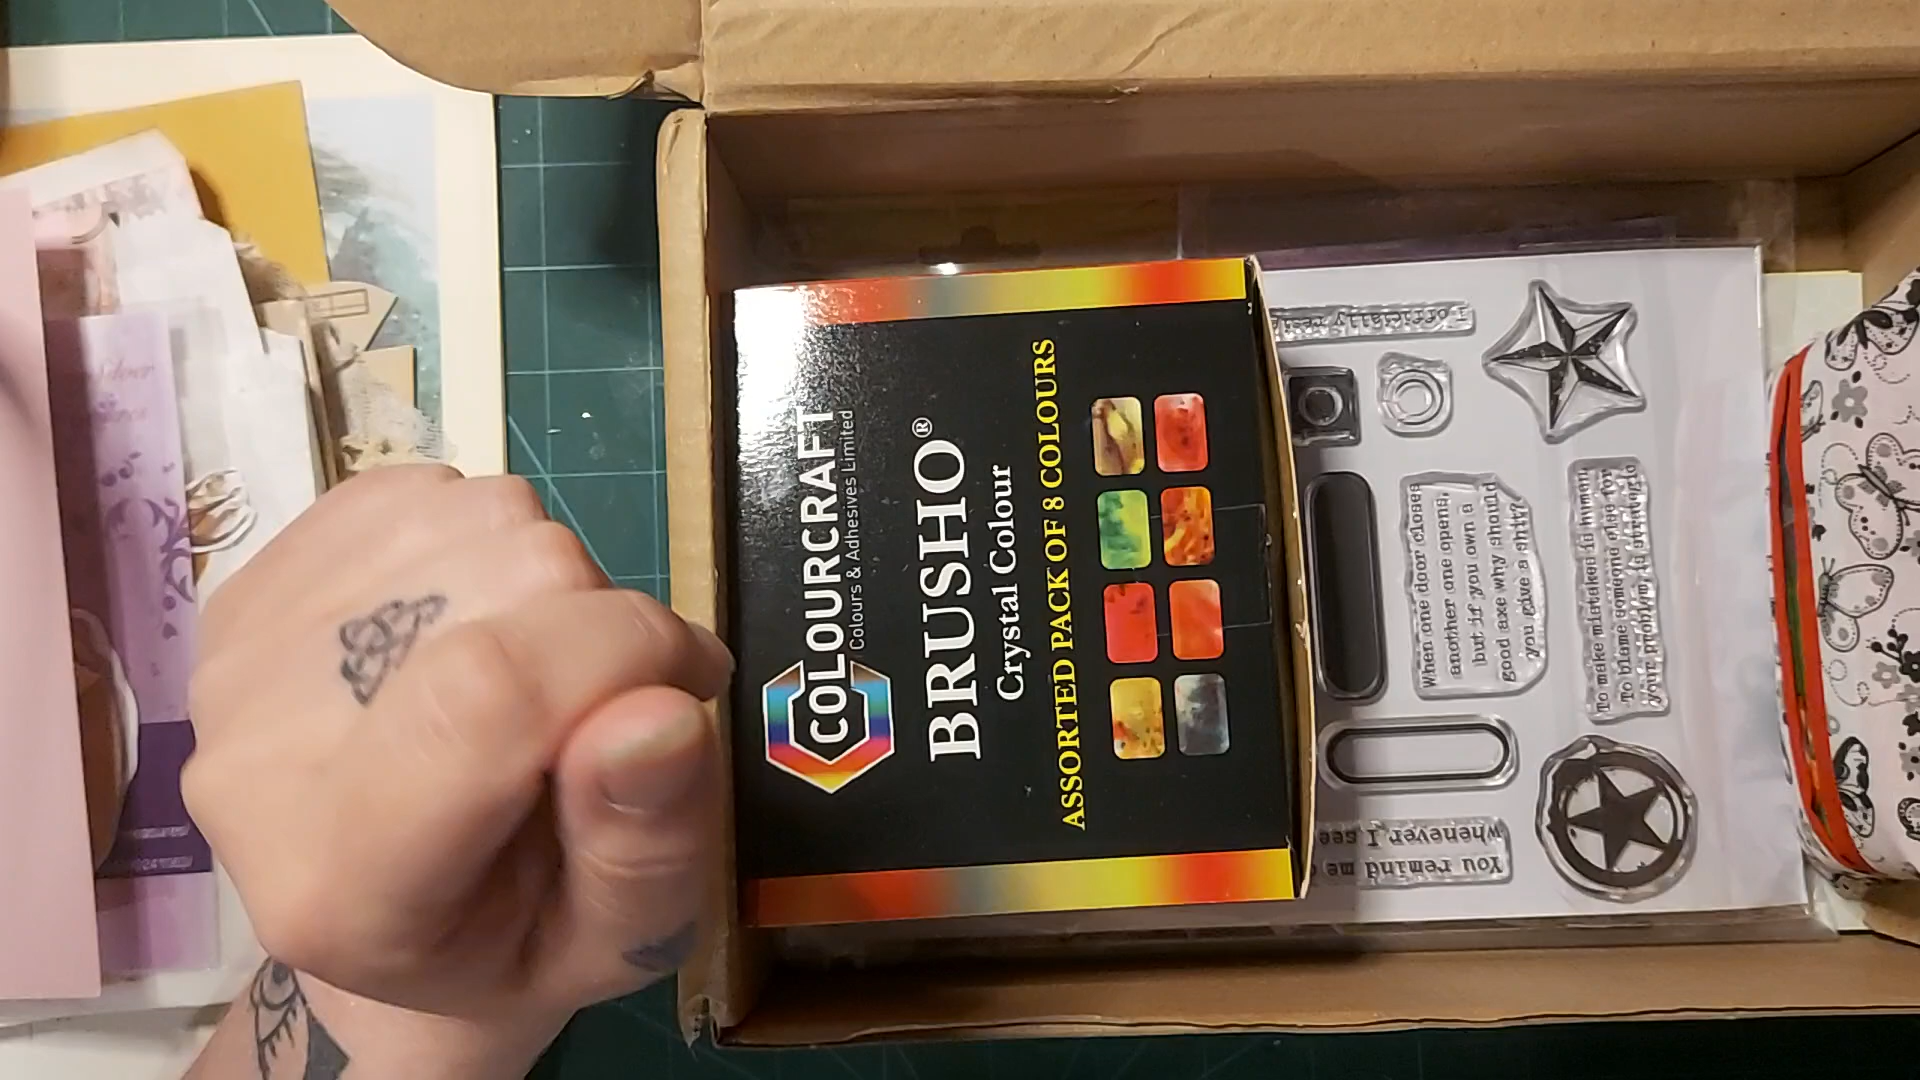 COLOURCRAFT
Colours & Adhesives Limited
BRUSHO®
Crystal Colour
ASSORTED PACK OF 8 COLOURS
officially
When one door closes
another one opens,
but if you own a
good axe why should
you give a shit?
To make mistakes is human
To blame someone else for
your problem, is strategic
You remind me
whenever I see